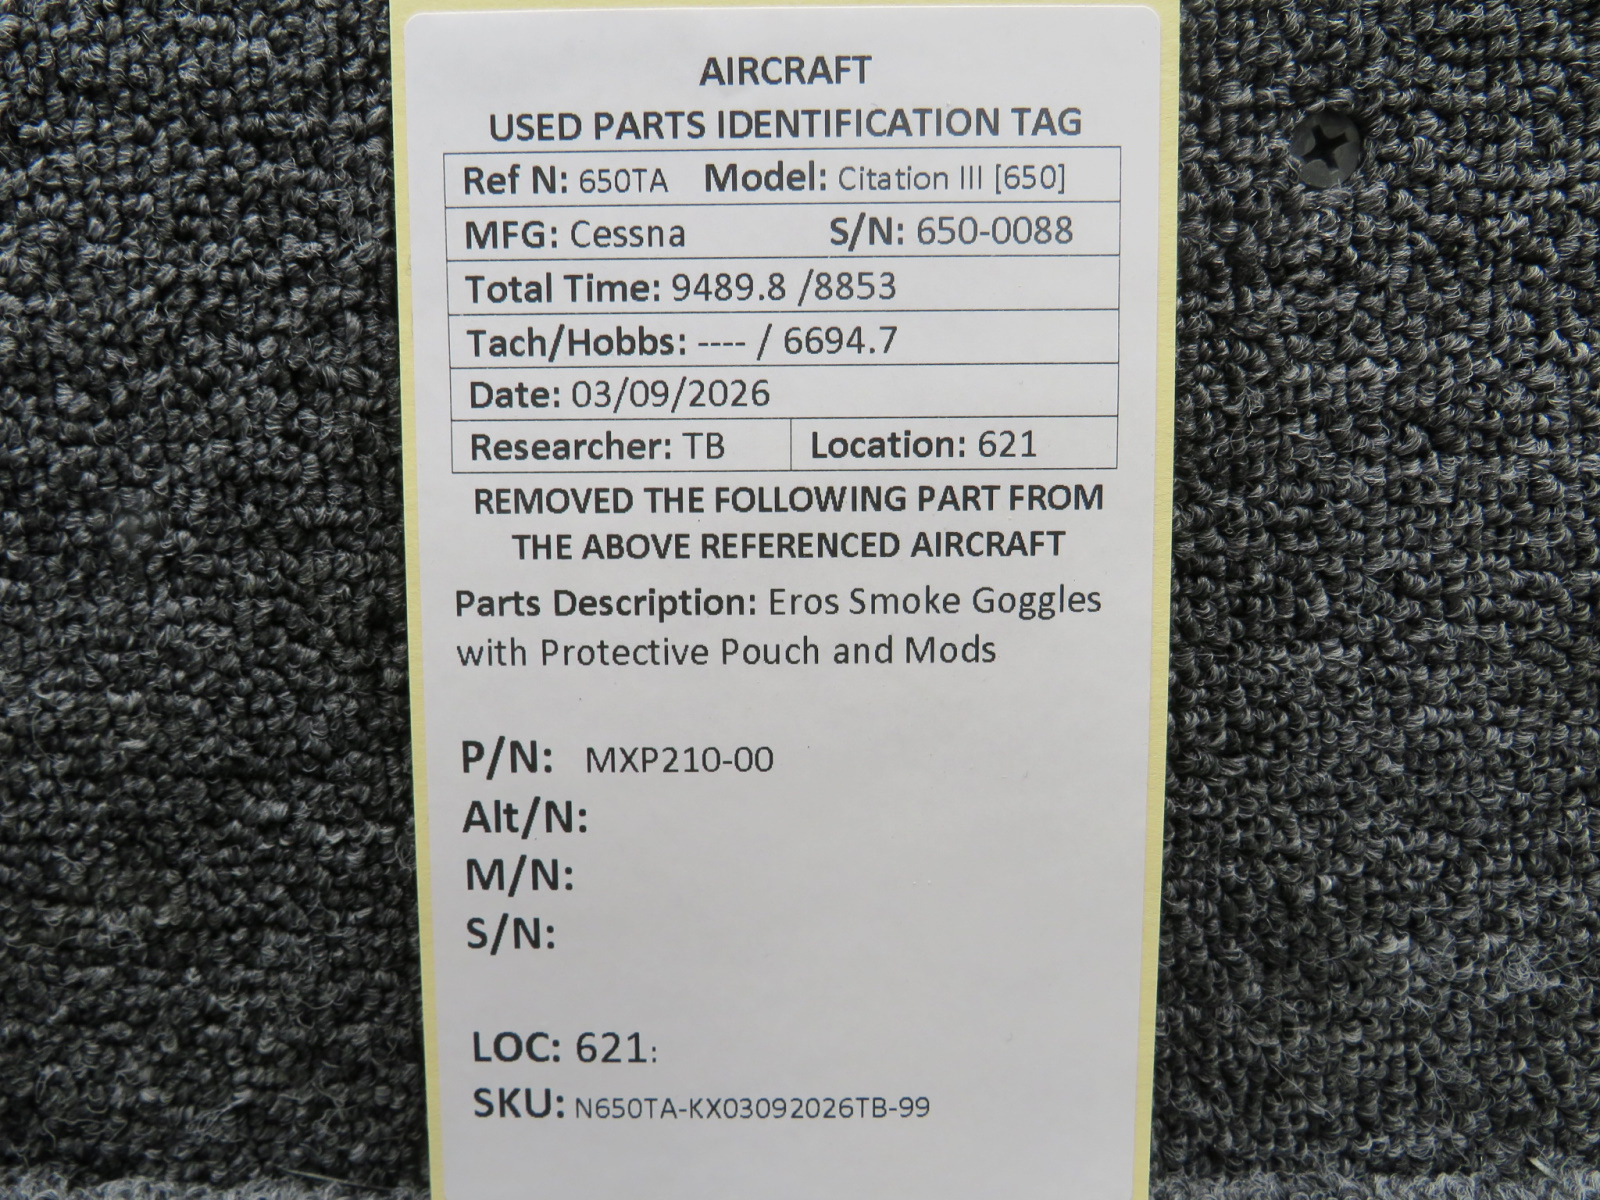 AIRCRAFT
USED PARTS IDENTIFICATION TAG
Ref N: 650TA Model: Citation III [650]
MFG: Cessna S/N: 650-0088
Total Time: 9489.8 /8853
Tach/Hobbs: ---- / 6694.7
Date: 03/09/2026
Researcher: TB Location: 621
REMOVED THE FOLLOWING PART FROM
THE ABOVE REFERENCED AIRCRAFT
Parts Description: Eros Smoke Goggles
with Protective Pouch and Mods
P/N: MXP210-00
Alt/N:
M/N:
S/N:
LOC: 621:
SKU: N650TA-KX03092026TB-99